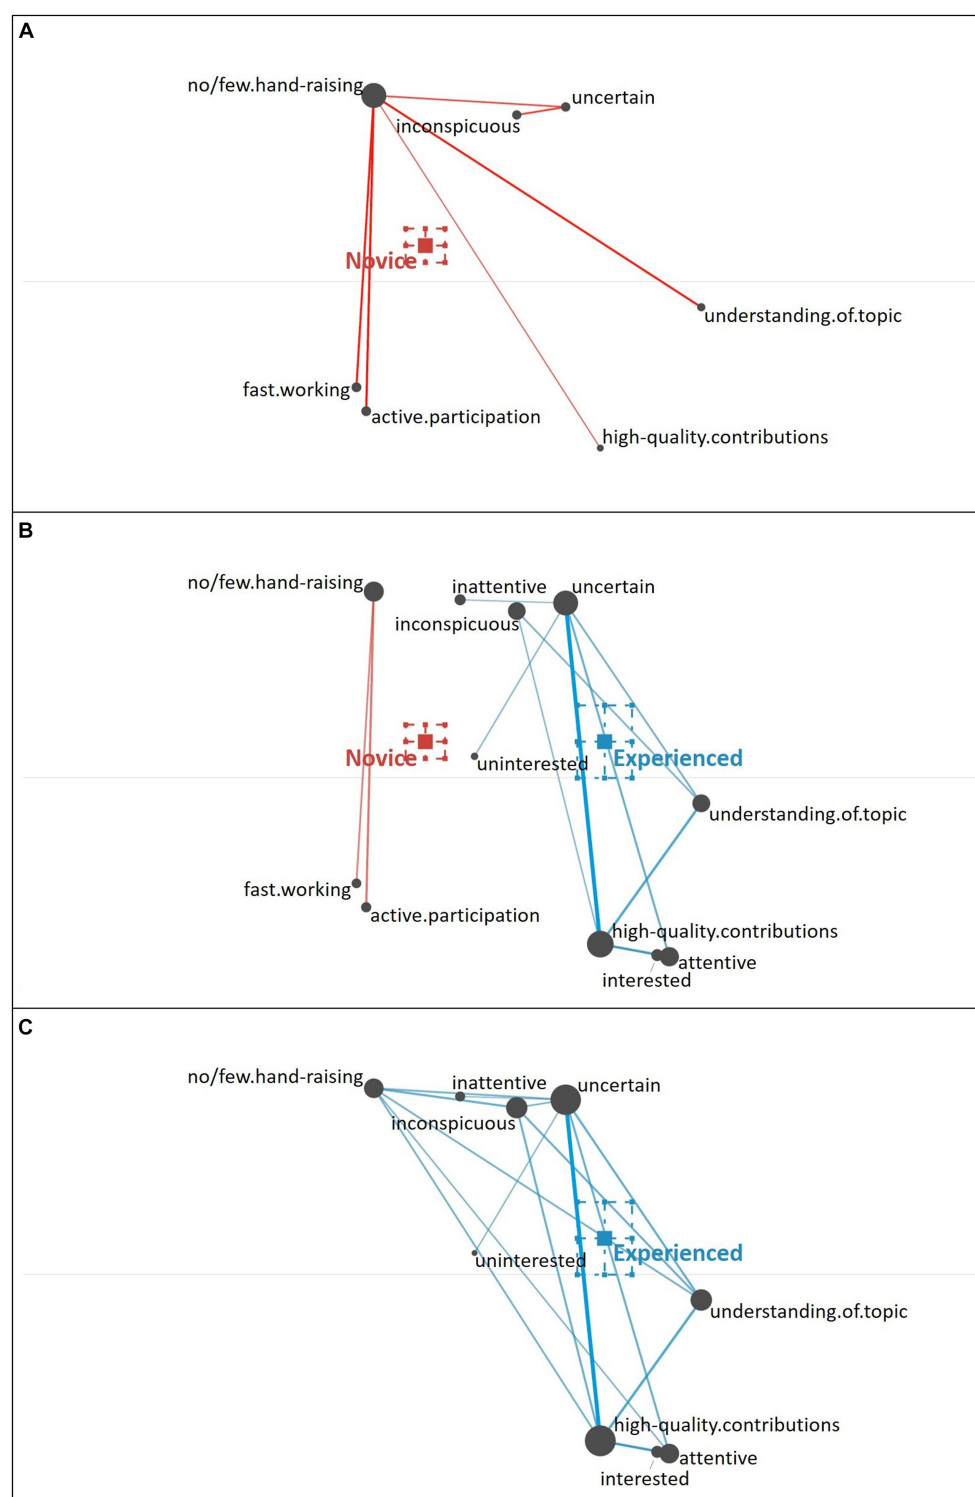 A
no/few.hand-raising
uncertain
inconspicuous
Novice
understanding.of.topic
fast.working
active.participation
high-quality.contributions
B
no/few.hand-raising
inattentive
uncertain
inconspicuous
Novice
uninterested
Experienced
understanding.of.topic
fast.working
active.participation
high-quality.contributions
attentive
interested
C
no/few.hand-raising
inattentive
uncertain
inconspicuous
uninterested
Experienced
understanding.of.topic
high-quality.contributions
attentive
interested